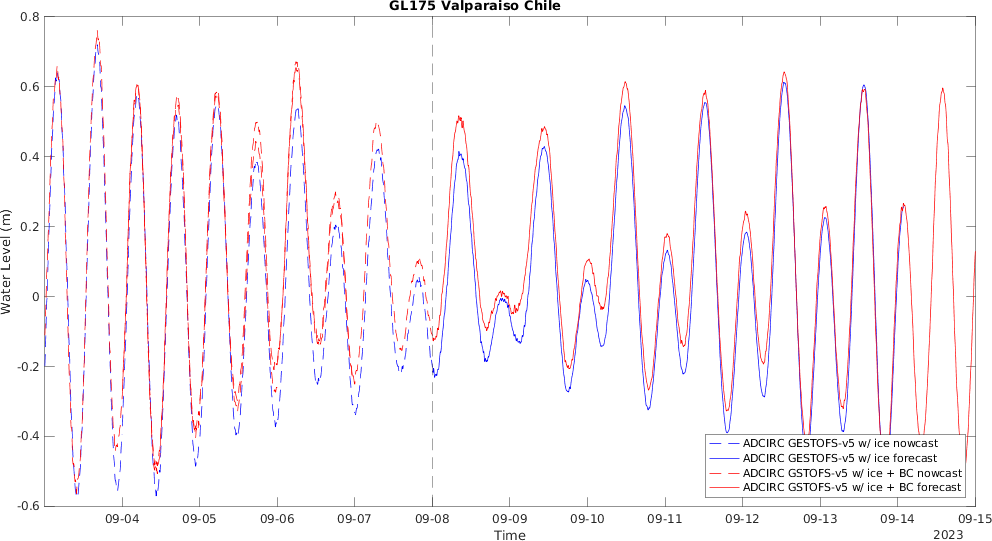 GL175 Valparaiso Chile
Water Level (m)
0.8
0.6
0.4
0.2
0
-0.2
-0.4
-0.6
09-04 09-05 09-06 09-07 09-08 09-09 09-10 09-11 09-12 09-13 09-14 09-15
Time
2023
ADCIRC GESTOFS-v5 w/ ice nowcast
ADCIRC GESTOFS-v5 w/ ice forecast
ADCIRC GSTOFS-v5 w/ ice + BC nowcast
ADCIRC GSTOFS-v5 w/ ice + BC forecast